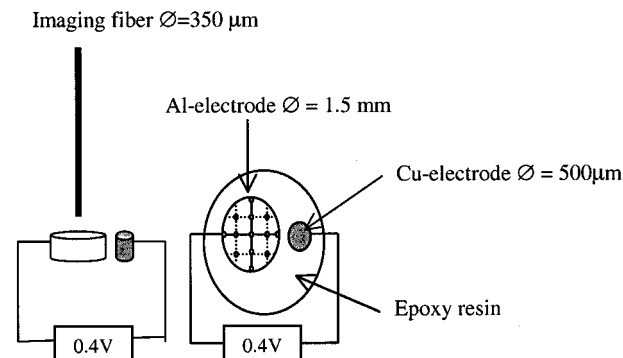 Imaging fiber ∅=350 µm
Al-electrode ∅ = 1.5 mm
Cu-electrode ∅ = 500µm
Epoxy resin
0.4V
0.4V